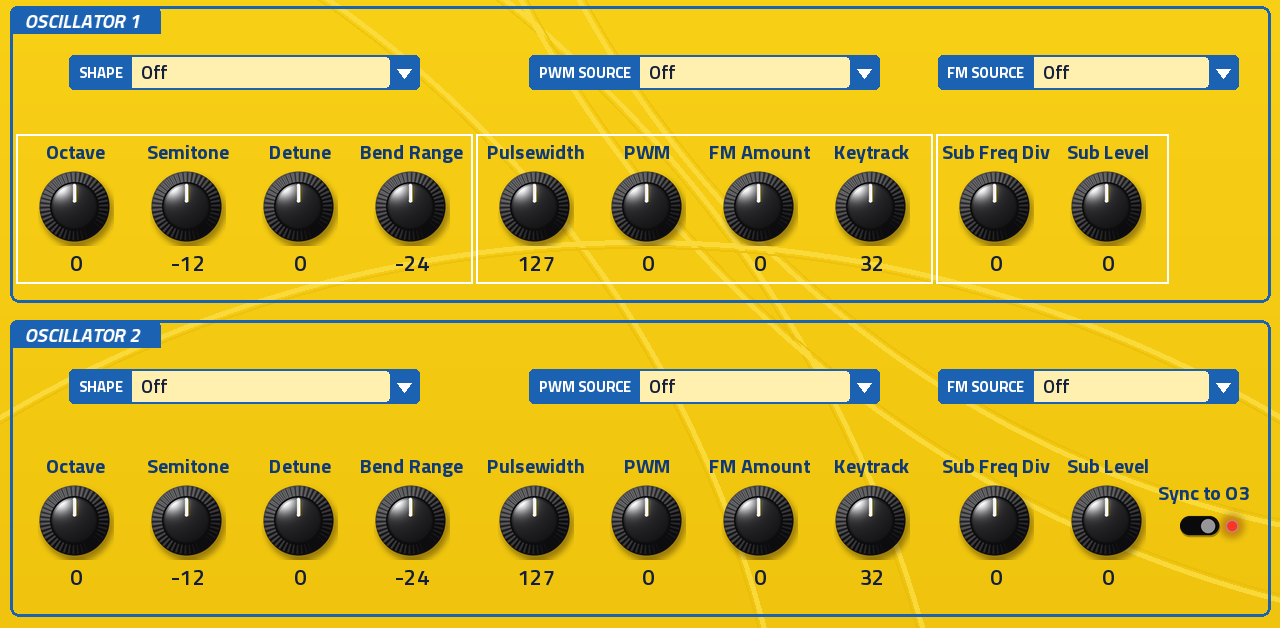 OSCILLATOR 1
SHAPE Off PWM SOURCE Off FM SOURCE Off
Octave Semitone Detune Bend Range Pulsewidth PWM FM Amount Keytrack Sub Freq Div Sub Level
0 -12 0 -24 127 0 0 32 0 0
OSCILLATOR 2
SHAPE Off PWM SOURCE Off FM SOURCE Off
Octave Semitone Detune Bend Range Pulsewidth PWM FM Amount Keytrack Sub Freq Div Sub Level
Sync to O3
0 -12 0 -24 127 0 0 32 0 0